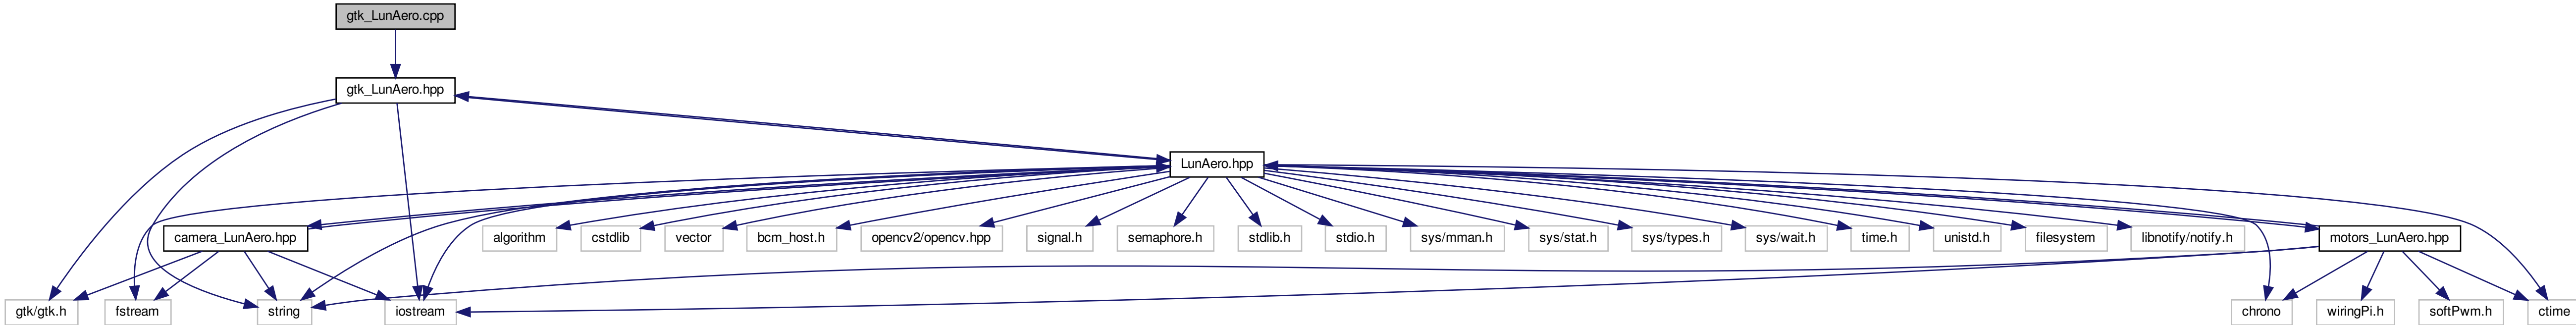 gtk_LunAero.cpp
gtk_LunAero.hpp
LunAero.hpp
camera_LunAero.hpp
algorithm
cstdlib
vector
bcm_host.h
opencv2/opencv.hpp
signal.h
semaphore.h
stdlib.h
stdio.h
sys/mman.h
sys/stat.h
sys/types.h
sys/wait.h
time.h
unistd.h
filesystem
libnotify/notify.h
motors_LunAero.hpp
gtk/gtk.h
fstream
string
iostream
chrono
wiringPi.h
softPwm.h
ctime